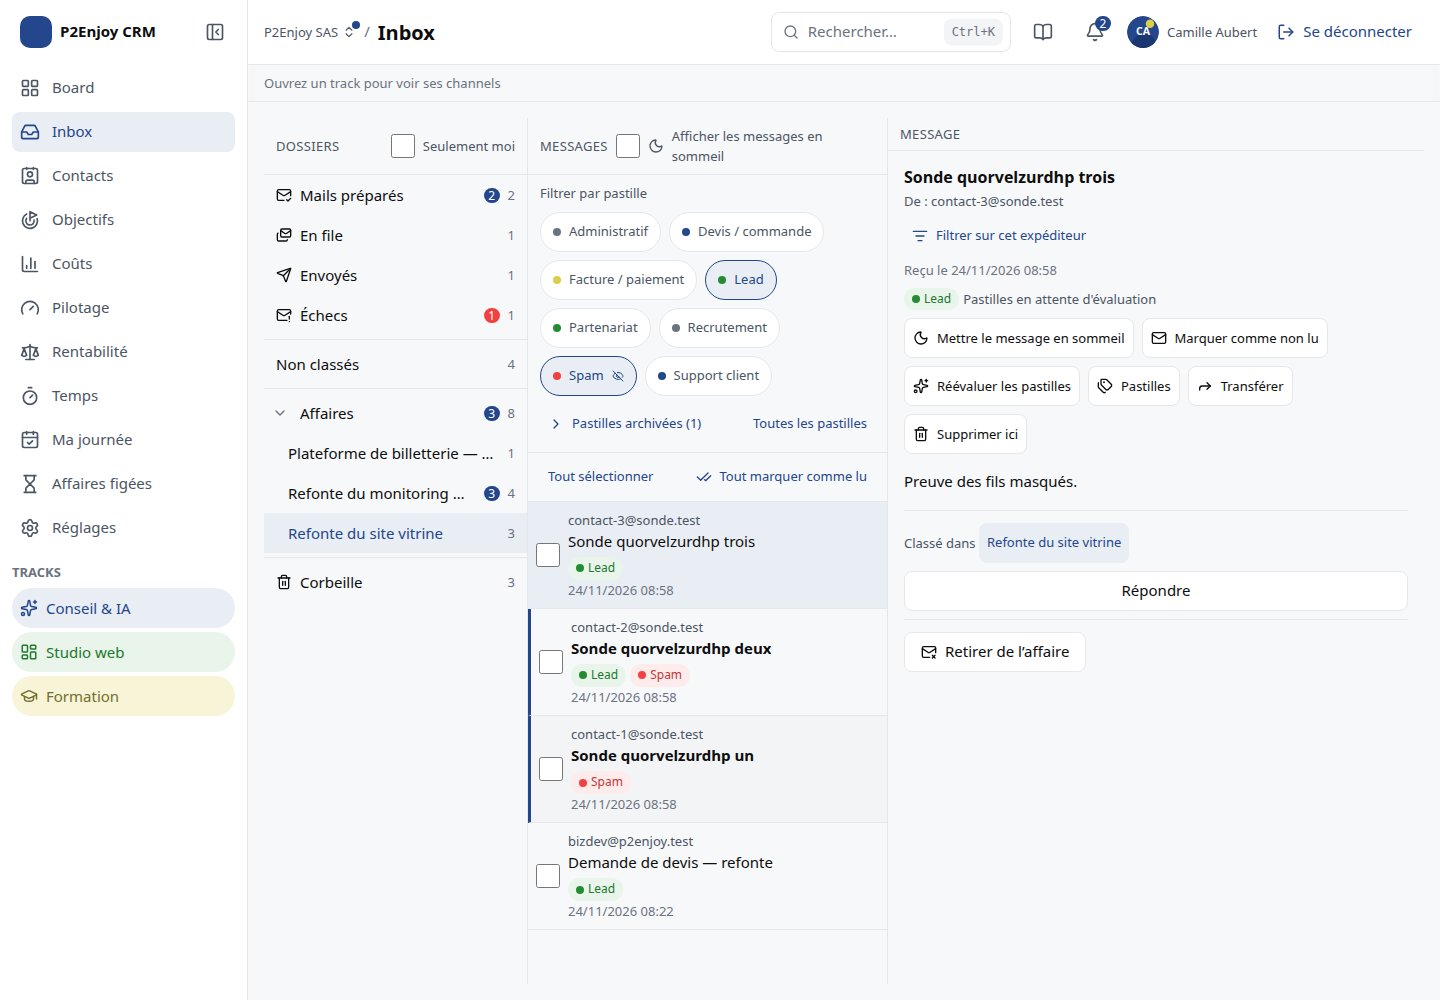 P2Enjoy CRM
Board
Inbox
Contacts
Objectifs
Coûts
Pilotage
Rentabilité
Temps
Ma journée
Affaires figées
Réglages
TRACKS
Conseil & IA
Studio web
Formation
P2Enjoy SAS / Inbox
Rechercher... Ctrl+K
2
CA Camille Aubert
Se déconnecter
Ouvrez un track pour voir ses channels
DOSSIERS Seulement moi
Mails préparés 2 2
En file 1
Envoyés 1
Échecs 1 1
Non classés 4
Affaires 3 8
Plateforme de billetterie — ... 1
Refonte du monitoring ... 3 4
Refonte du site vitrine 3
Corbeille 3
MESSAGES Afficher les messages en
sommeil
Filtrer par pastille
Administratif Devis / commande
Facture / paiement Lead
Partenariat Recrutement
Spam Support client
Pastilles archivées (1) Toutes les pastilles
Tout sélectionner Tout marquer comme lu
contact-3@sonde.test
Sonde quorvelzurdhp trois
Lead
24/11/2026 08:58
contact-2@sonde.test
Sonde quorvelzurdhp deux
Lead Spam
24/11/2026 08:58
contact-1@sonde.test
Sonde quorvelzurdhp un
Spam
24/11/2026 08:58
bizdev@p2enjoy.test
Demande de devis — refonte
Lead
24/11/2026 08:22
MESSAGE
Sonde quorvelzurdhp trois
De : contact-3@sonde.test
Filtrer sur cet expéditeur
Reçu le 24/11/2026 08:58
Lead Pastilles en attente d'évaluation
Mettre le message en sommeil Marquer comme non lu
Réévaluer les pastilles Pastilles Transférer
Supprimer ici
Preuve des fils masqués.
Classé dans Refonte du site vitrine
Répondre
Retirer de l’affaire